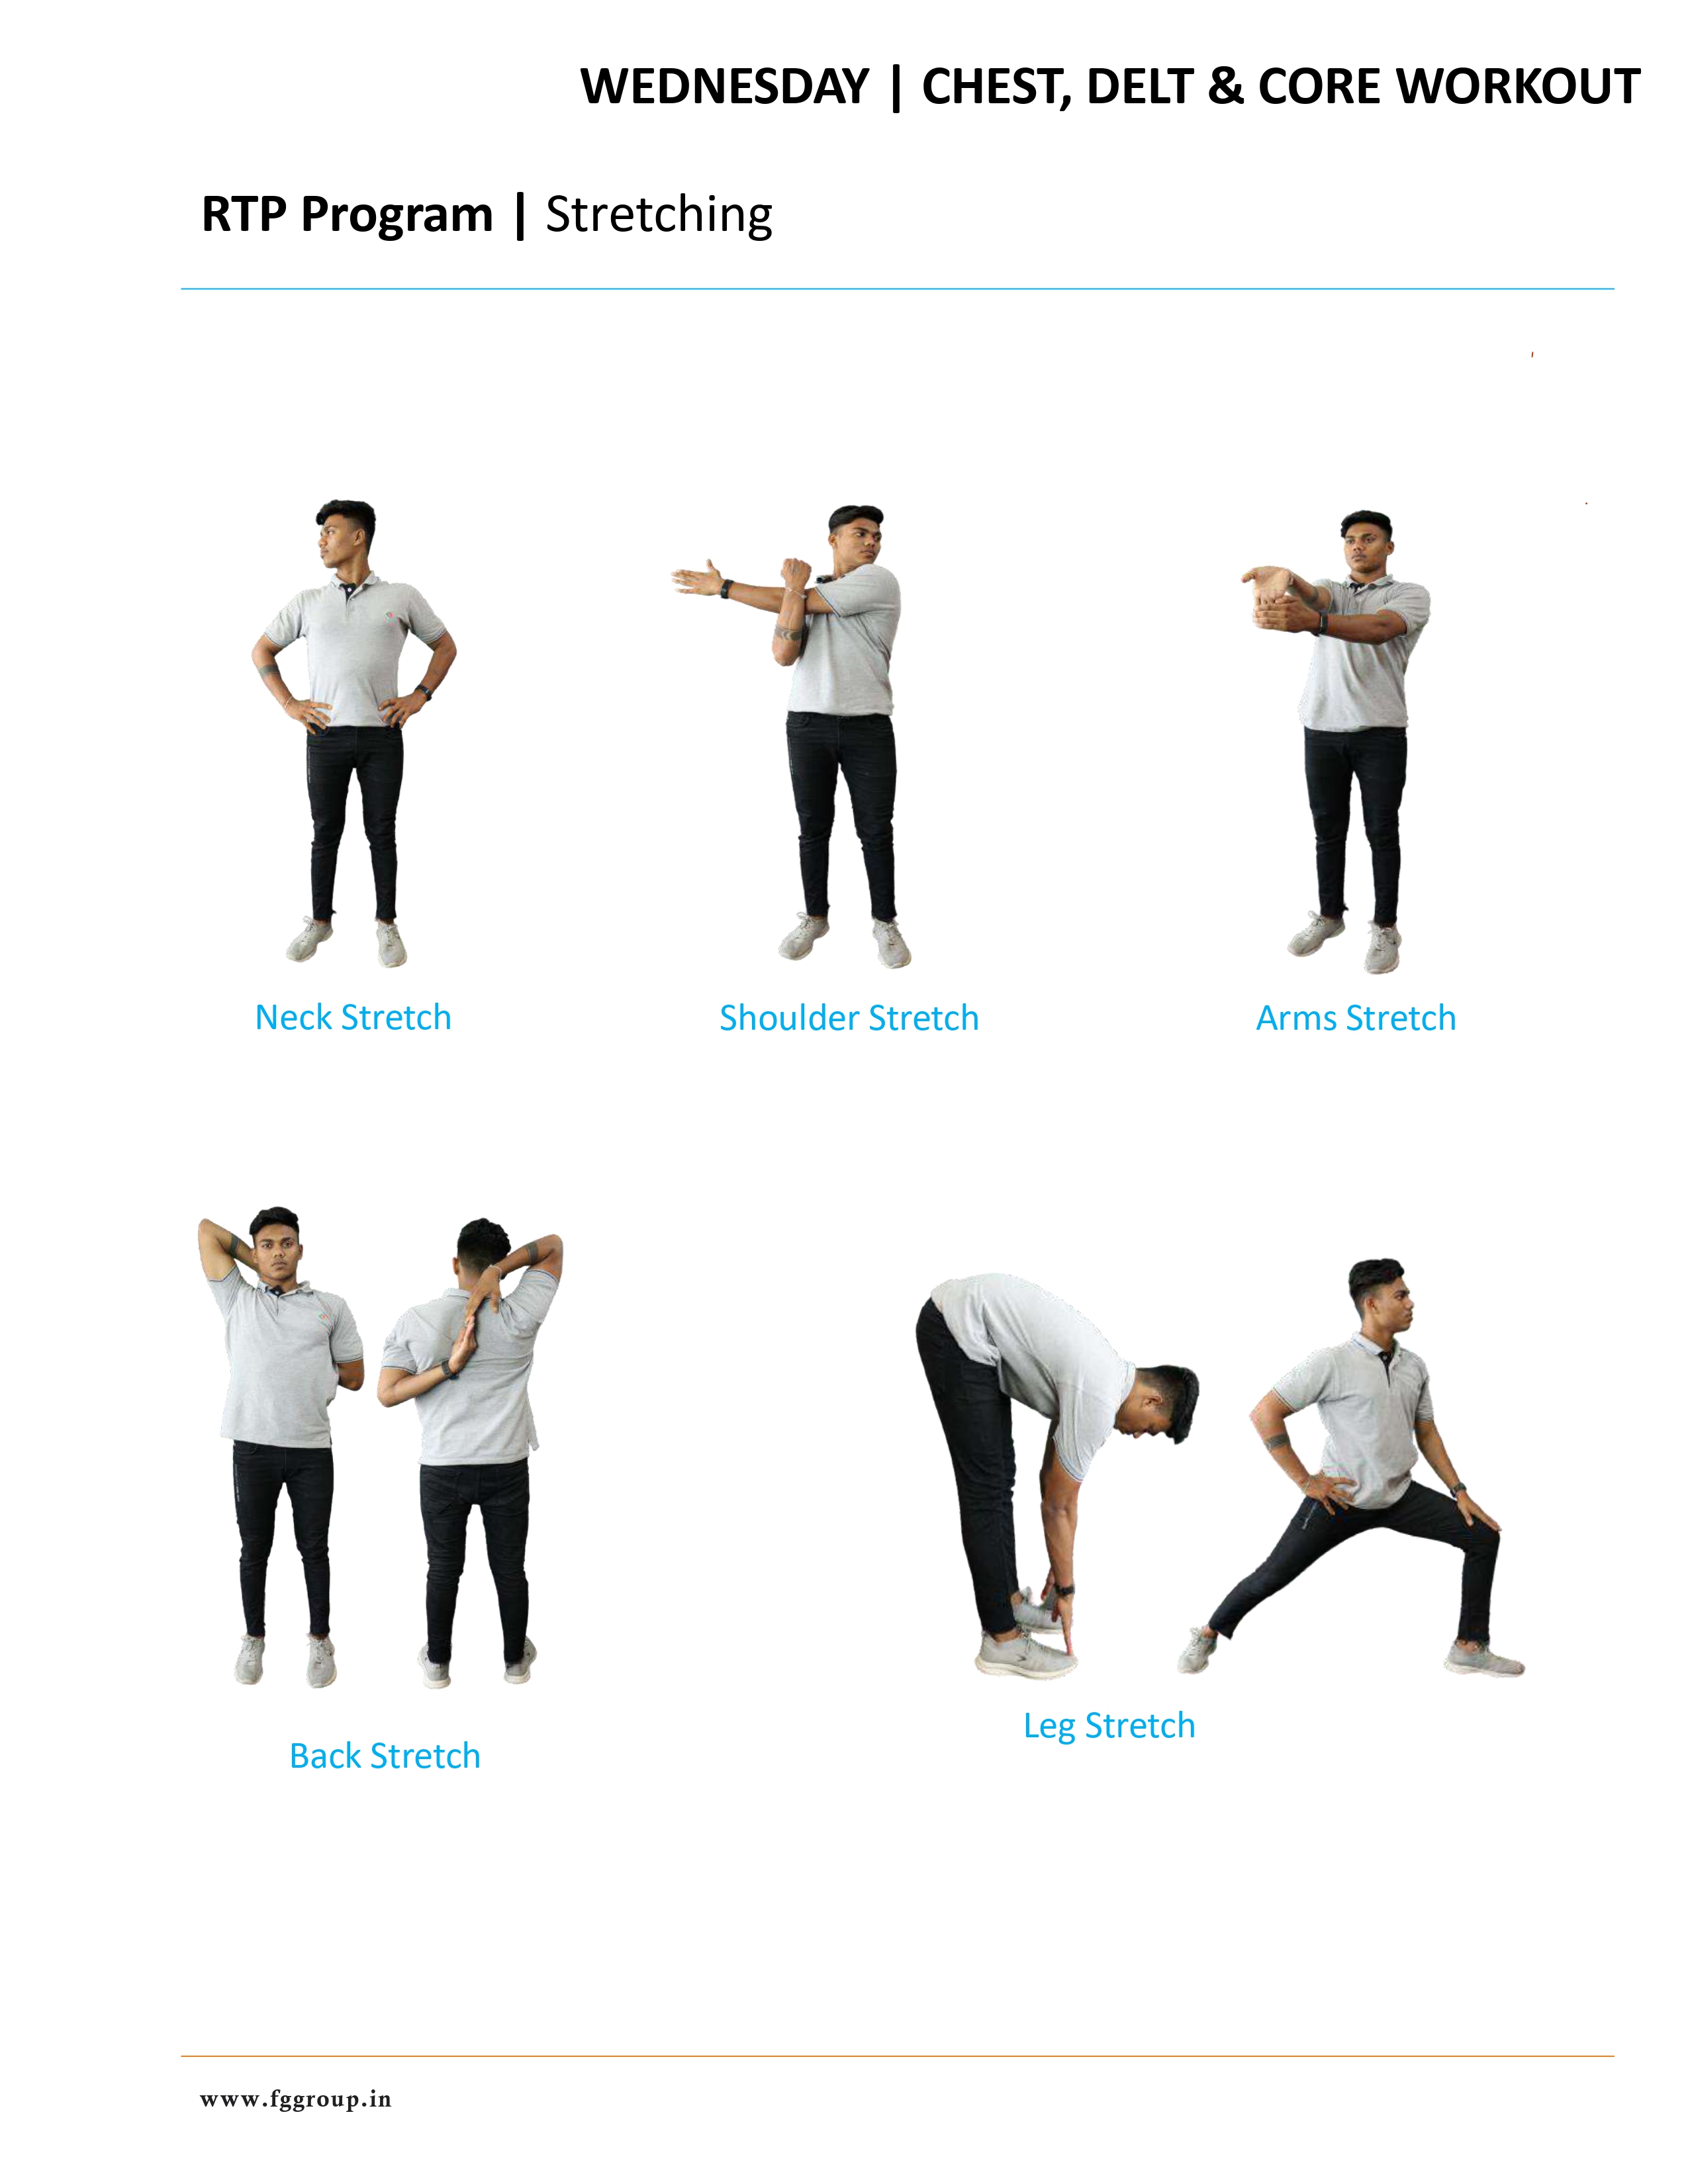 WEDNESDAY | CHEST, DELT & CORE WORKOUT
RTP Program | Stretching
Neck Stretch
Shoulder Stretch
Arms Stretch
Back Stretch
Leg Stretch
www.fggroup.in